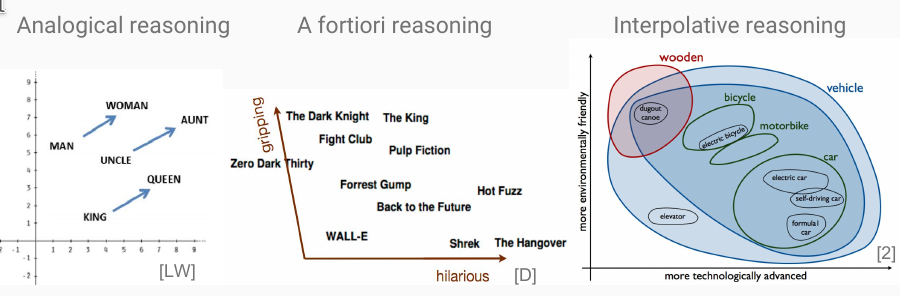 Analogical reasoning
A fortiori reasoning
Interpolative reasoning
9
8
7
6
5
4
3
2
1
-1
-2
-1
1 2 3 4 5 6 7 8 9
WOMAN
AUNT
MAN
UNCLE
QUEEN
KING
[LW]
gripping
The Dark Knight
The King
Fight Club
Pulp Fiction
Zero Dark Thirty
Forrest Gump
Hot Fuzz
Back to the Future
WALL-E
Shrek
The Hangover
hilarious
[D]
more environmentally friendly
wooden
vehicle
dugout
canoe
bicycle
electric bicycle
motorbike
car
electric car
self-driving car
formula1
car
elevator
more technologically advanced
[2]